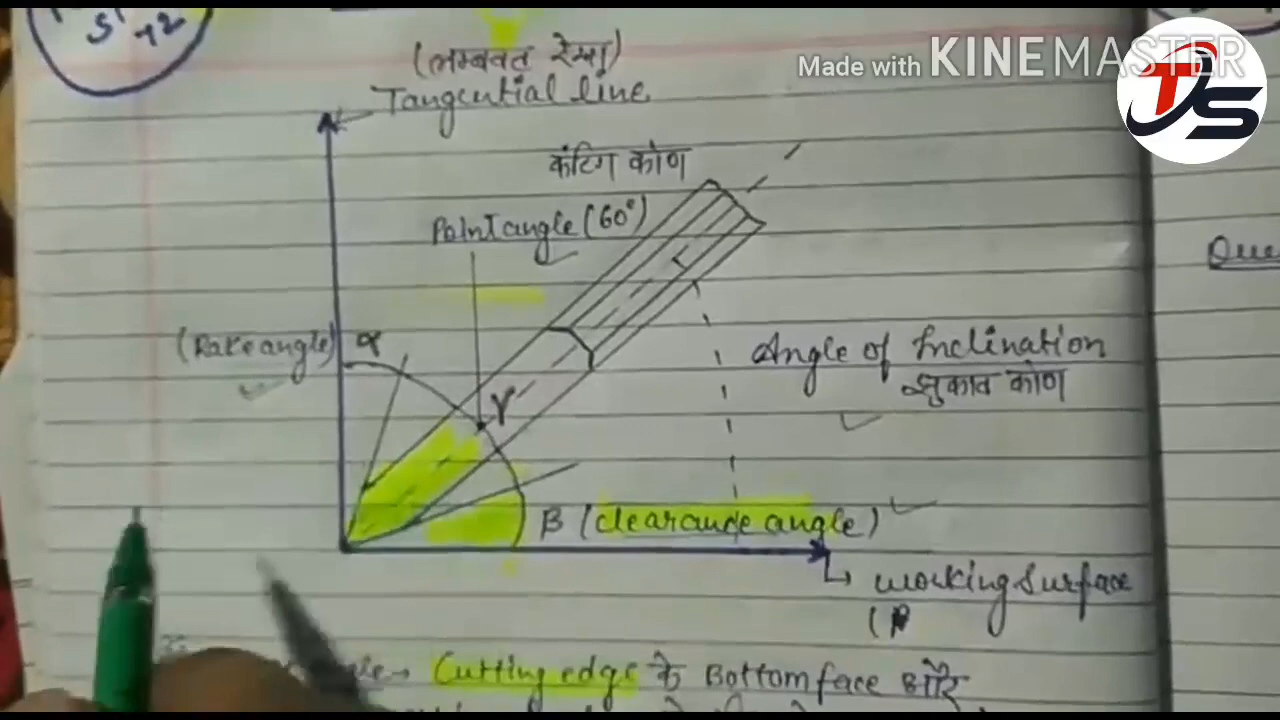 Made with KINEMASTER
TJS
(लम्बवत रेखा)
Tangential line
कंटिग कोण
Point angle (60°)
(Rake angle) α
γ
Angle of Inclination
झुकाव कोण
β (clearance angle)
↳ working surface
(
Cutting edge के Bottom face और